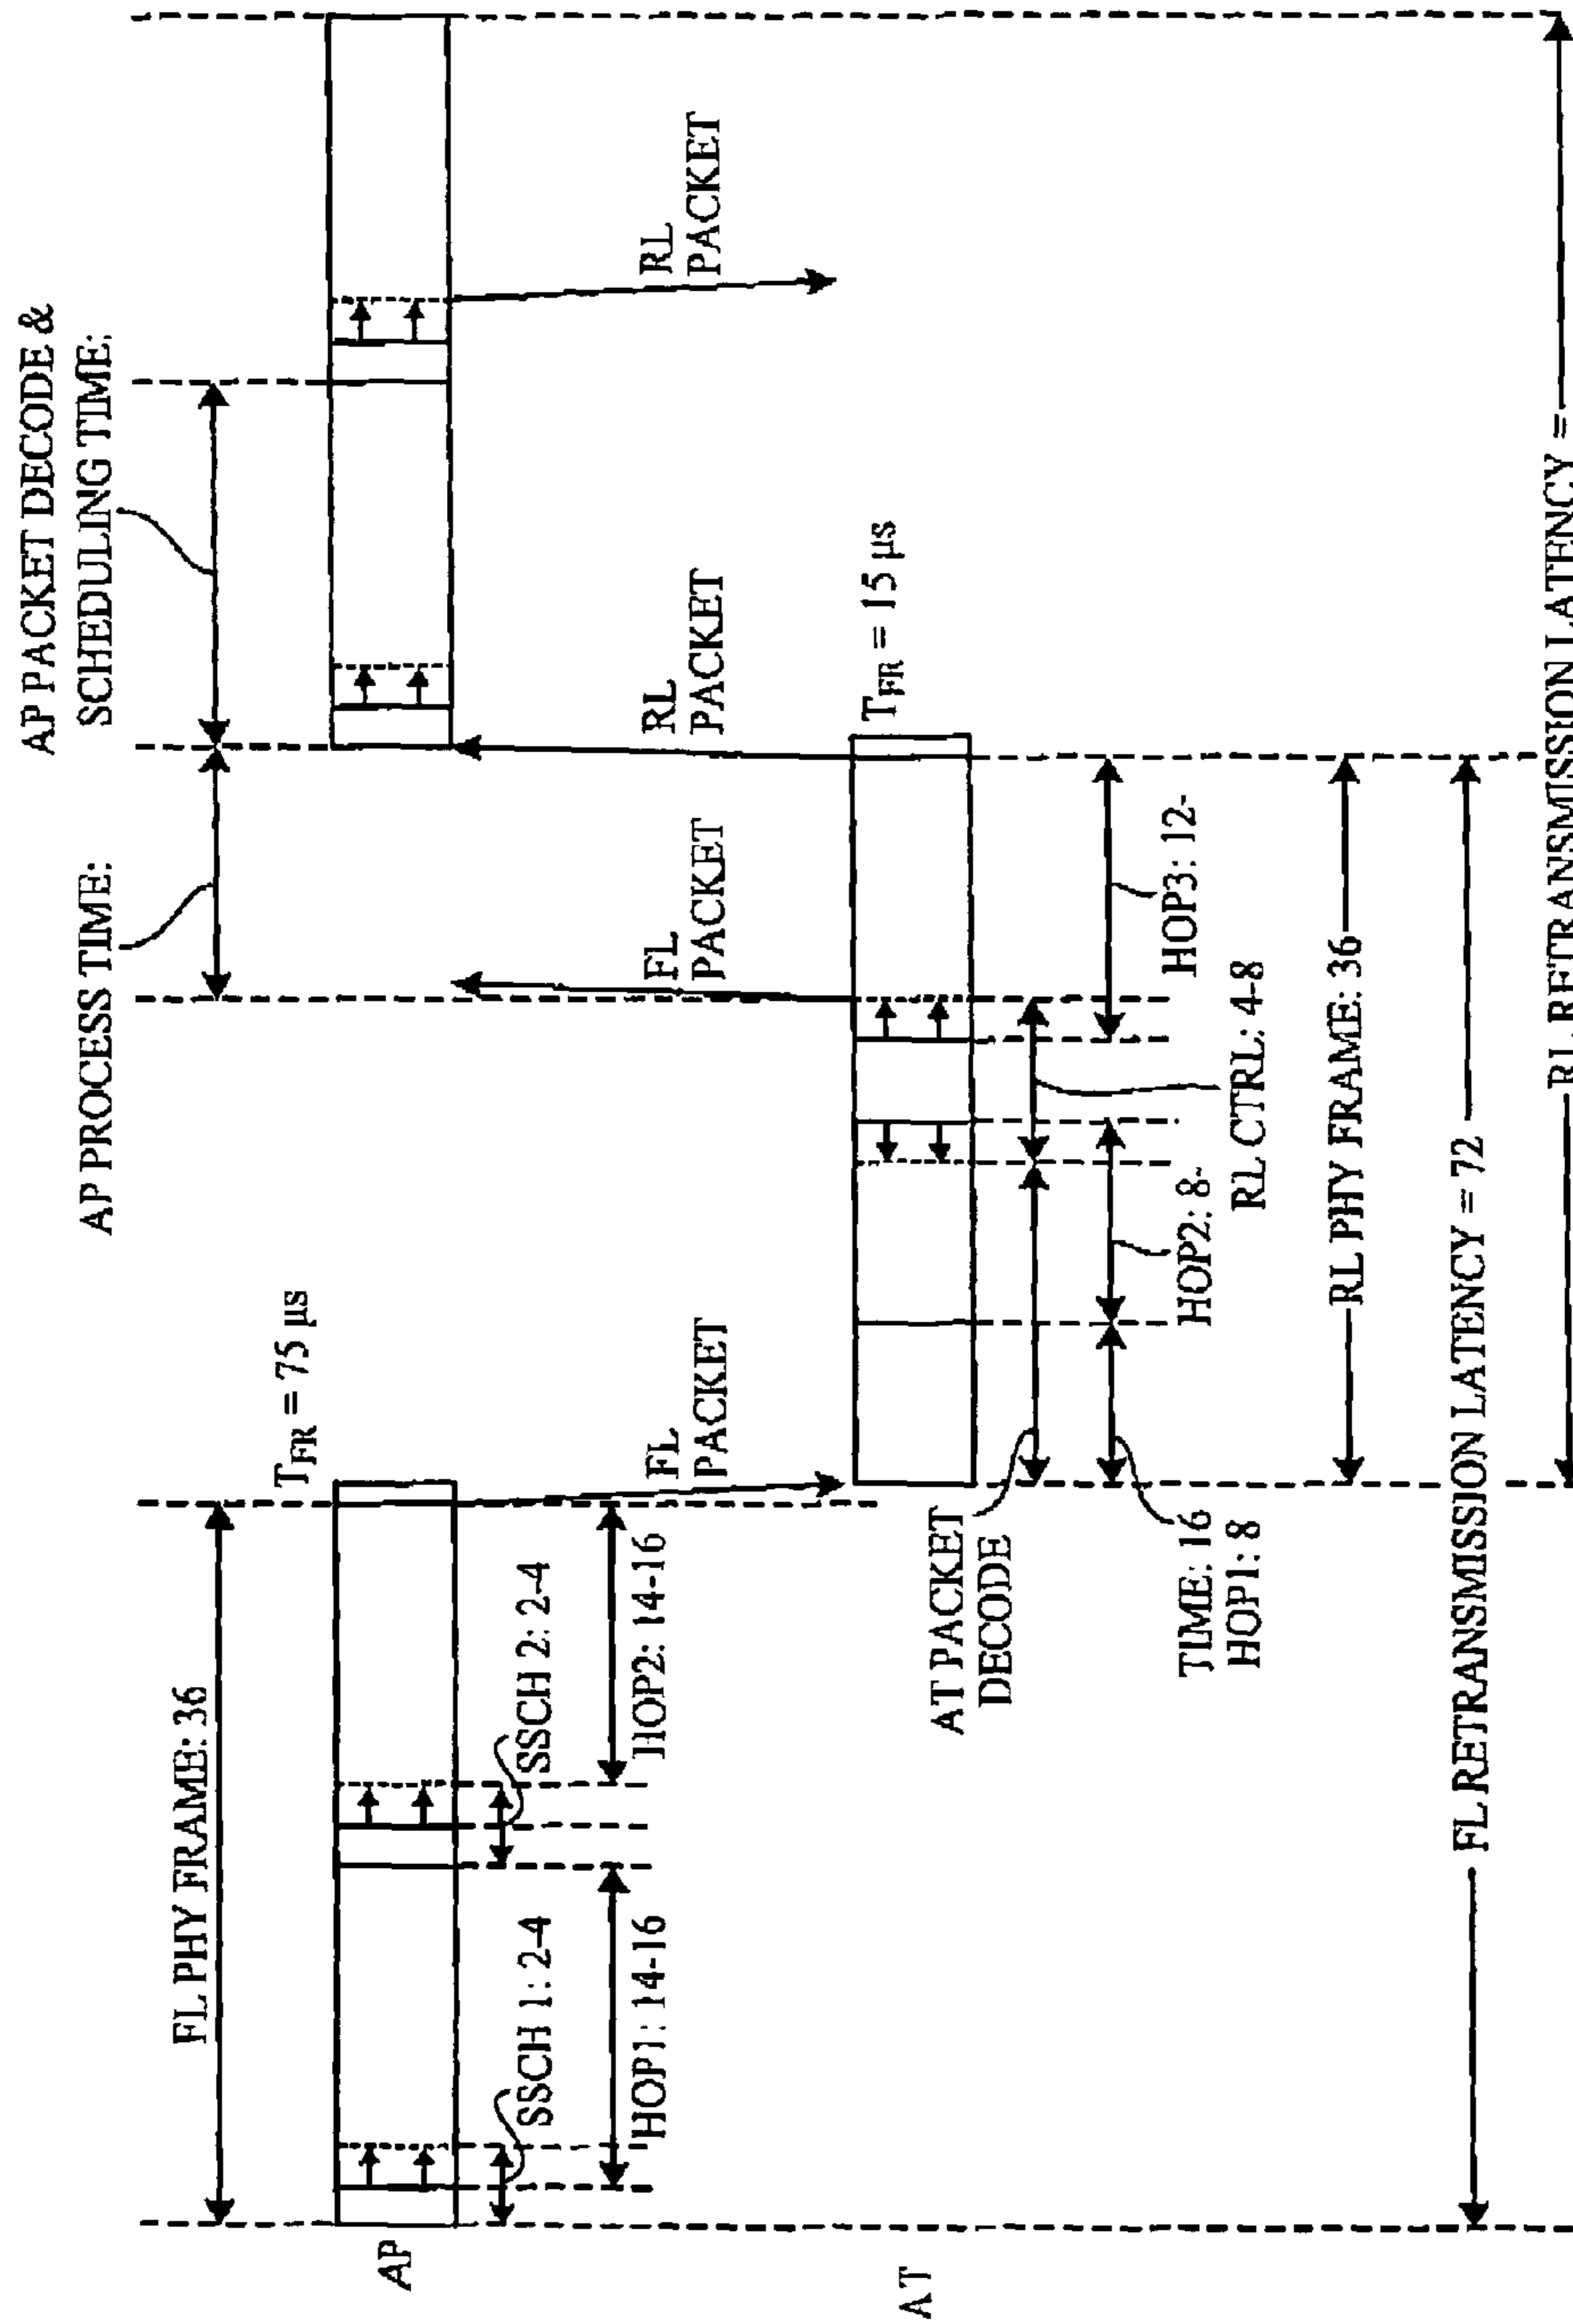 AP PACKET DECODE &
SCHEDULING TIME:
AP PROCESS TIME:
FL PHY FRAME: 36
TFR = 75 µs
AP
SSCH 1: 2-4
SSCH 2: 2-4
HOP1: 14-16
HOP2: 14-16
FL
PACKET
FL
PACKET
RL
PACKET
RL
PACKET
TFR = 15 µs
AT
AT PACKET
DECODE
TIME: 16
HOP1: 8
HOP2: 8-
RL CTRL: 4-8
HOP3: 12-
RL PHY FRAME: 36
FL RETRANSMISSION LATENCY = 72
RL RETRANSMISSION LATENCY =